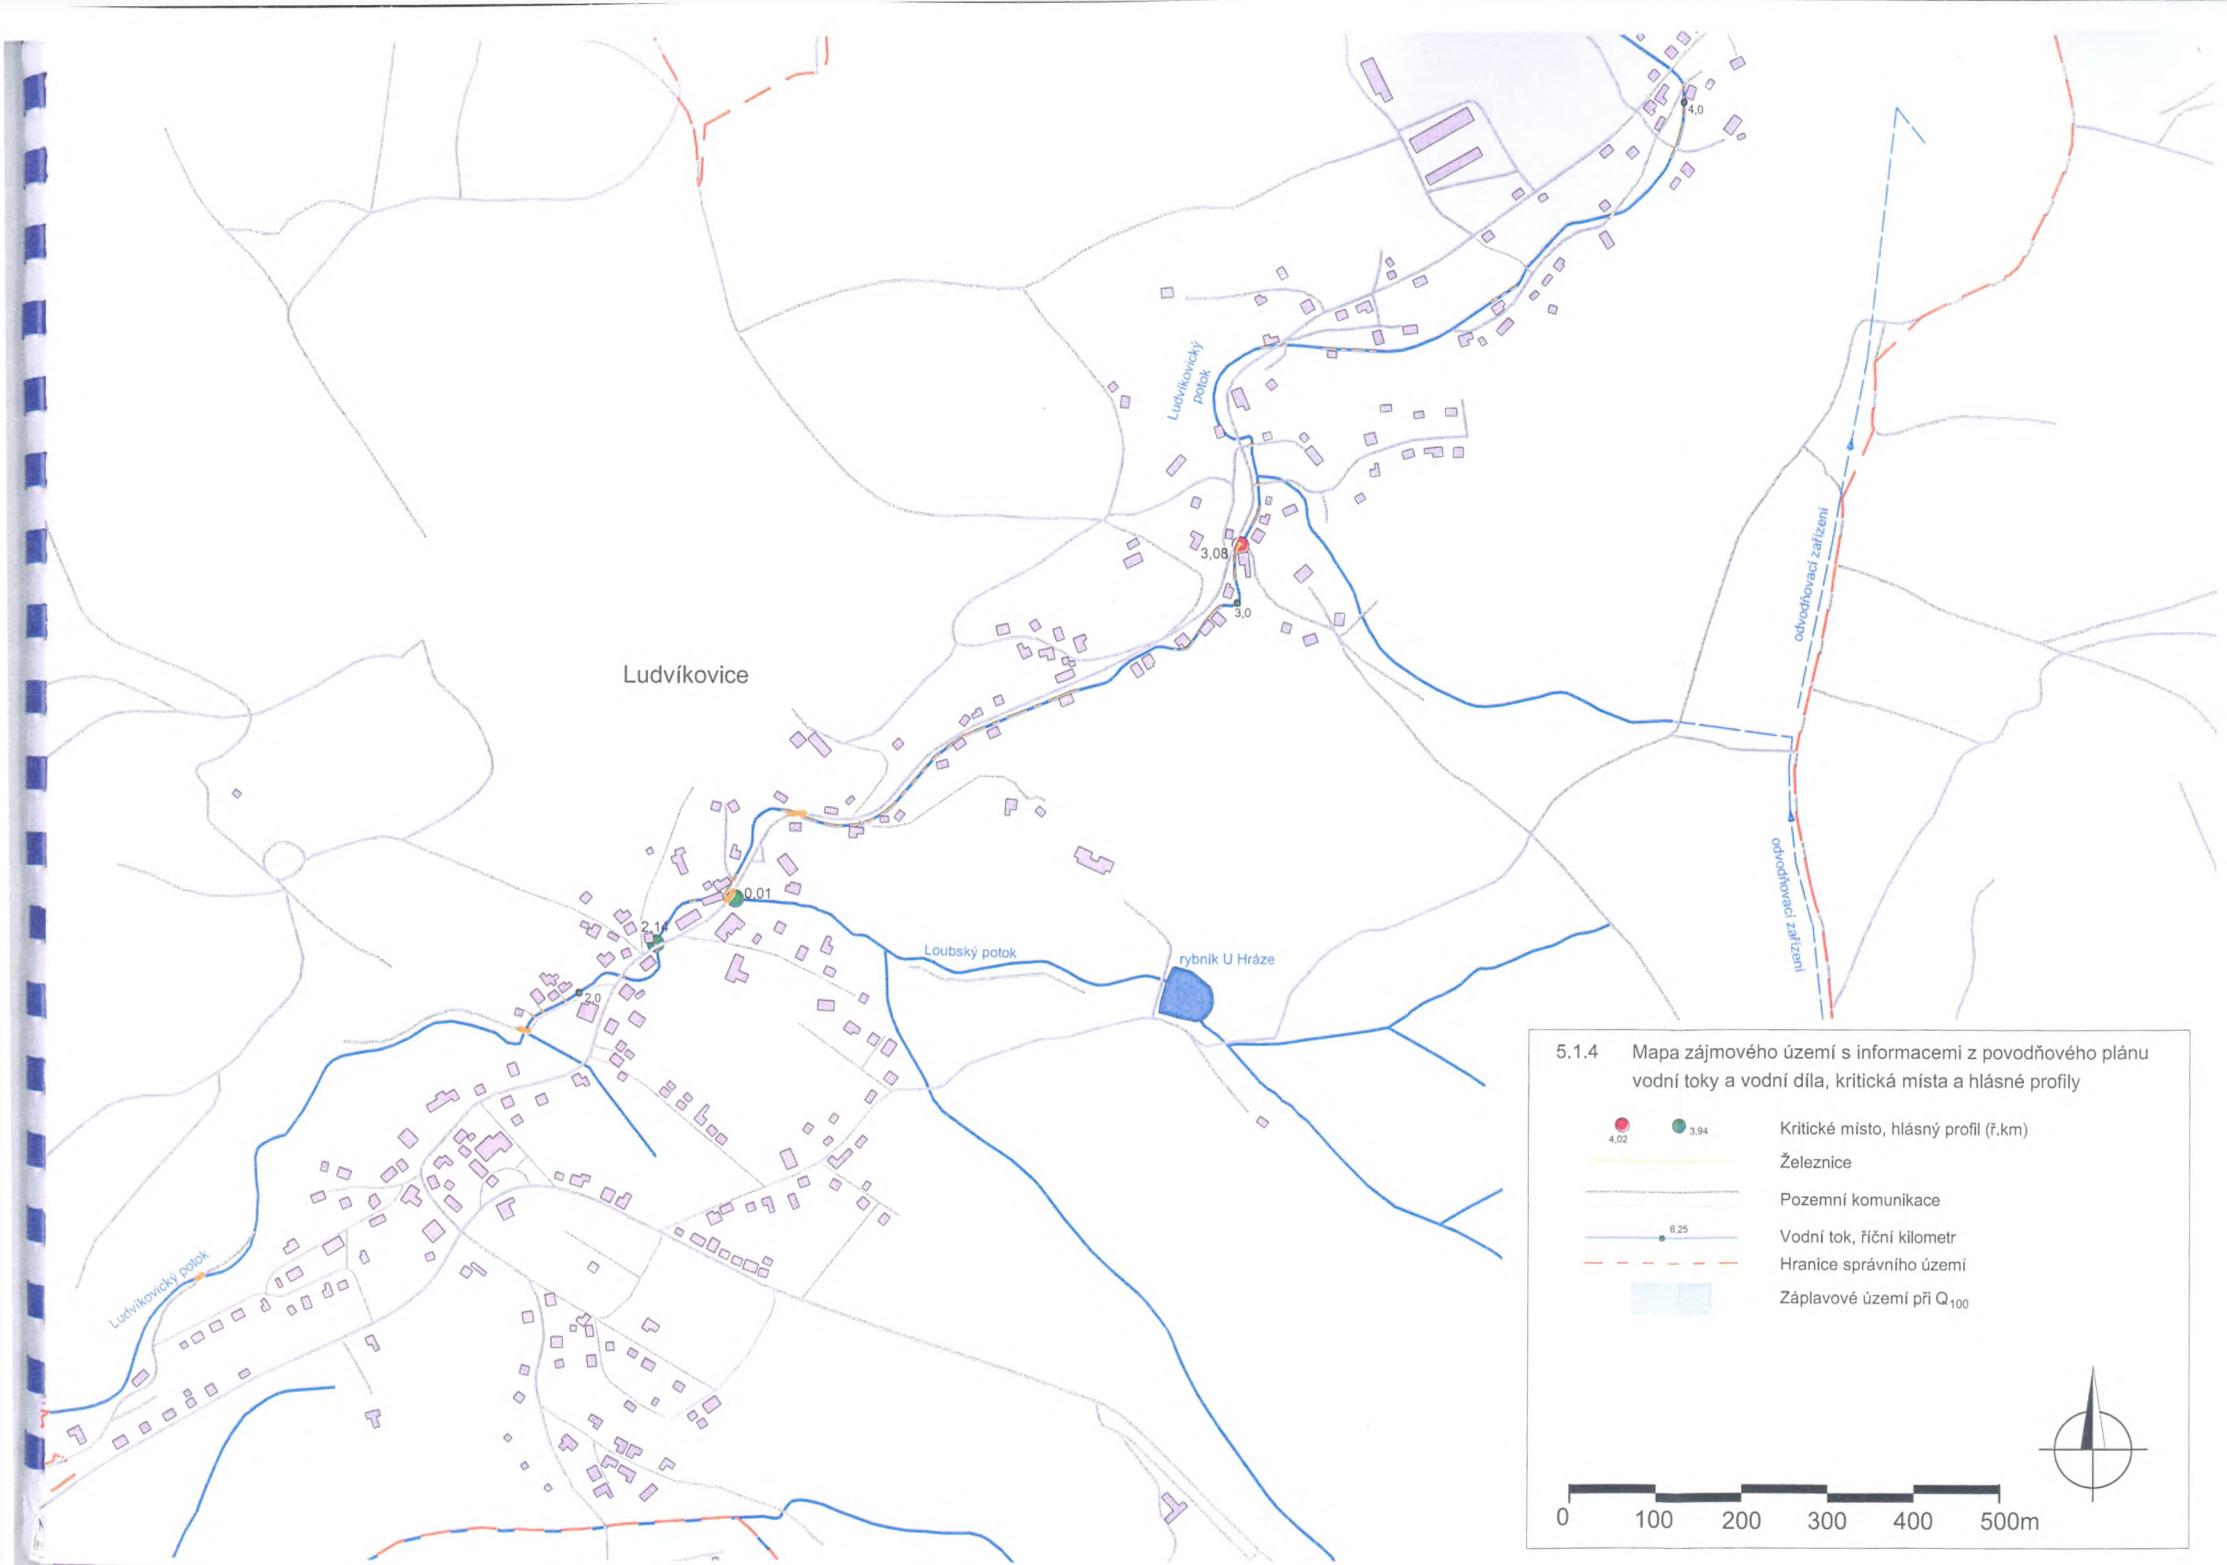 4,0
Ludvíkovický
potok
3,08
3,0
odvodňovací zařízení
Ludvíkovice
0,01
2,14
Loubský potok
rybník U Hráze
odvodňovací zařízení
2,0
Ludvíkovický potok
5.1.4 Mapa zájmového území s informacemi z povodňového plánu
vodní toky a vodní díla, kritická místa a hlásné profily
4,02 3,94 Kritické místo, hlásný profil (ř.km)
Železnice
Pozemní komunikace
6,25 Vodní tok, říční kilometr
Hranice správního území
Záplavové území při Q100
0 100 200 300 400 500m